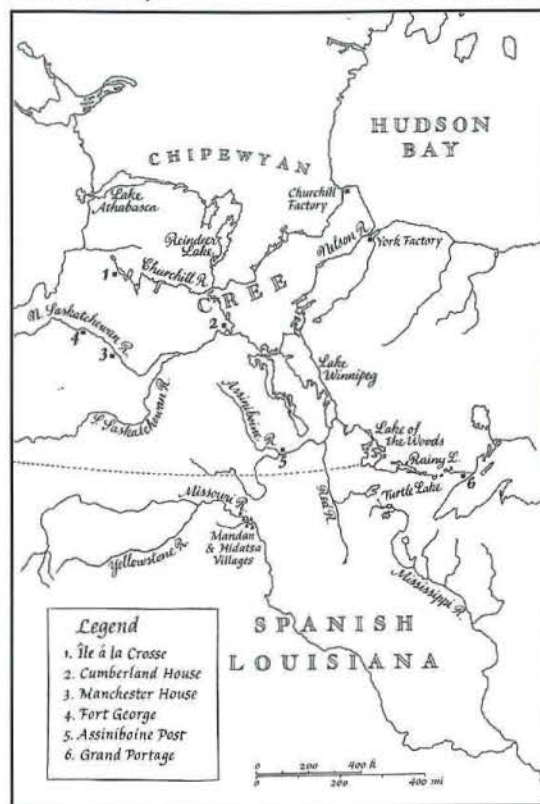 HUDSON
BAY
CHIPEWYAN
Churchill
Factory
Lake
Athabasca
Nelson R.
York Factory
Reindeer
Lake
1
Churchill R.
CREE
N. Saskatchewan R.
2
4
3
Lake
Winnipeg
S. Saskatchewan R.
Assiniboine R.
Lake of
the Woods
5
Rainy L.
6
Turtle Lake
Missouri R.
Red R.
Mandan
& Hidatsa
Villages
Yellowstone R.
Mississippi R.
SPANISH
LOUISIANA
Legend
1. Île á la Crosse
2. Cumberland House
3. Manchester House
4. Fort George
5. Assiniboine Post
6. Grand Portage
0 200 400 k
0 200 400 mi